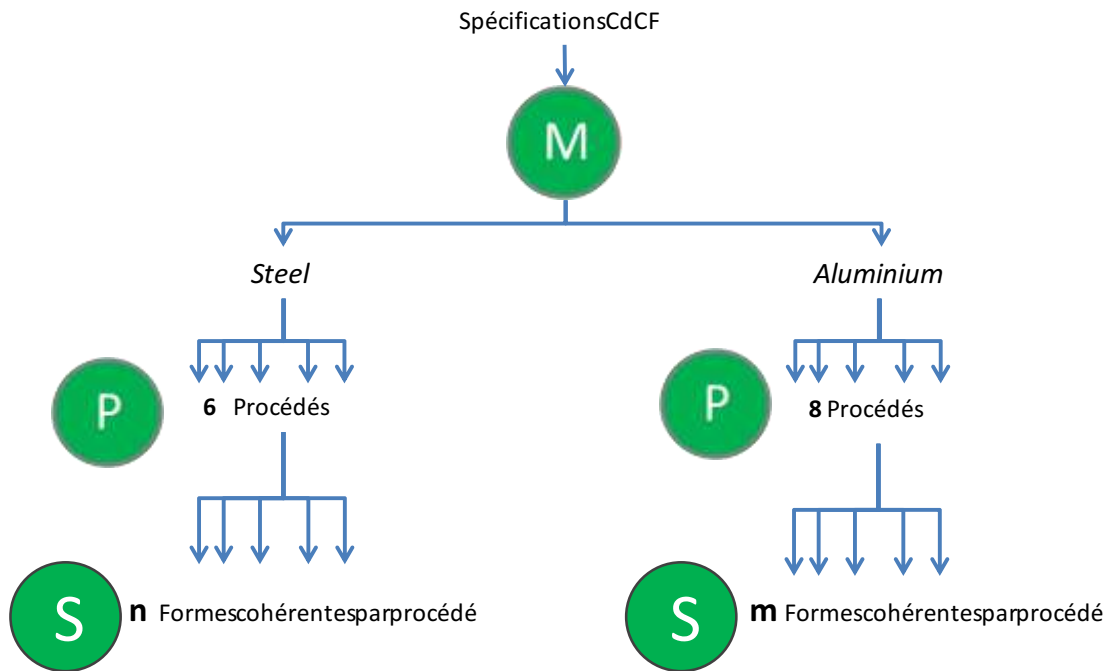 SpécificationsCdCF
M
Steel
Aluminium
P
6 Procédés
P
8 Procédés
S
n Formescohérentesparprocédé
S
m Formescohérentesparprocédé